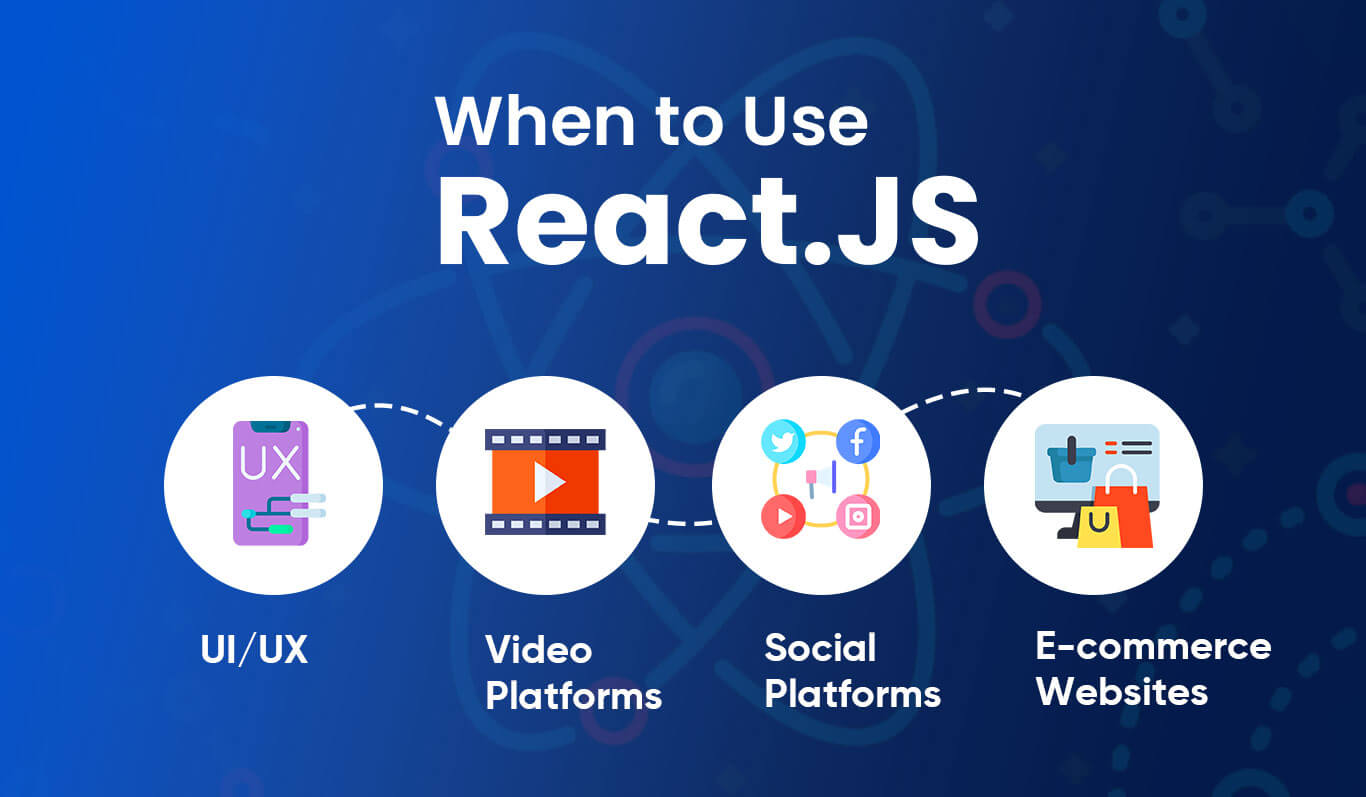 When to Use
React.JS
UX
UI/UX
Video
Platforms
Social
Platforms
E-commerce
Websites